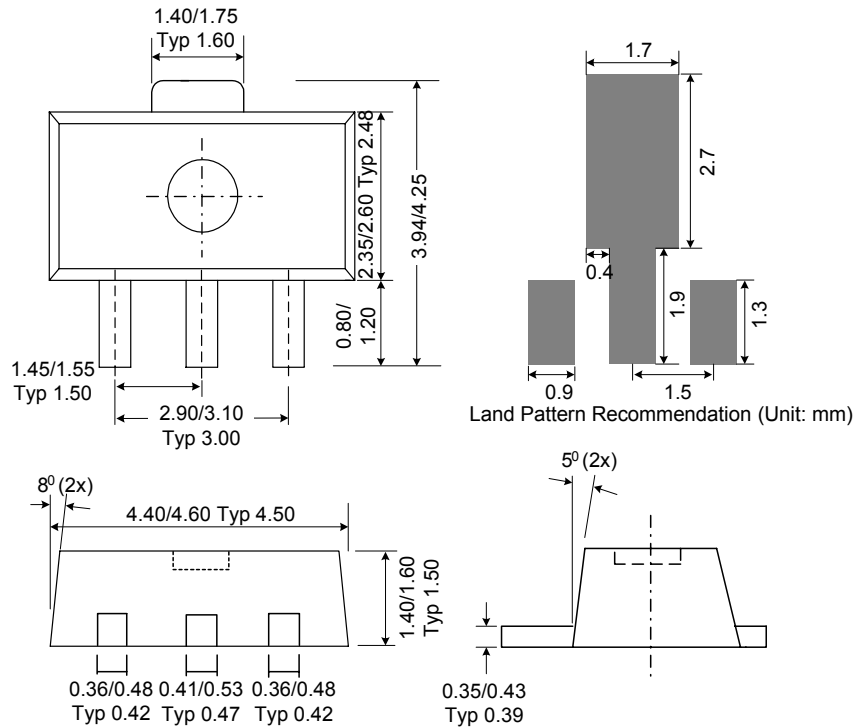 1.40/1.75
Typ 1.60
2.35/2.60 Typ 2.48
3.94/4.25
0.80/
1.20
1.45/1.55
Typ 1.50
2.90/3.10
Typ 3.00
1.7
2.7
0.4
1.9
1.3
0.9
1.5
Land Pattern Recommendation (Unit: mm)
8⁰ (2x)
4.40/4.60 Typ 4.50
1.40/1.60
Typ 1.50
0.36/0.48
Typ 0.42
0.41/0.53
Typ 0.47
0.36/0.48
Typ 0.42
5⁰ (2x)
0.35/0.43
Typ 0.39